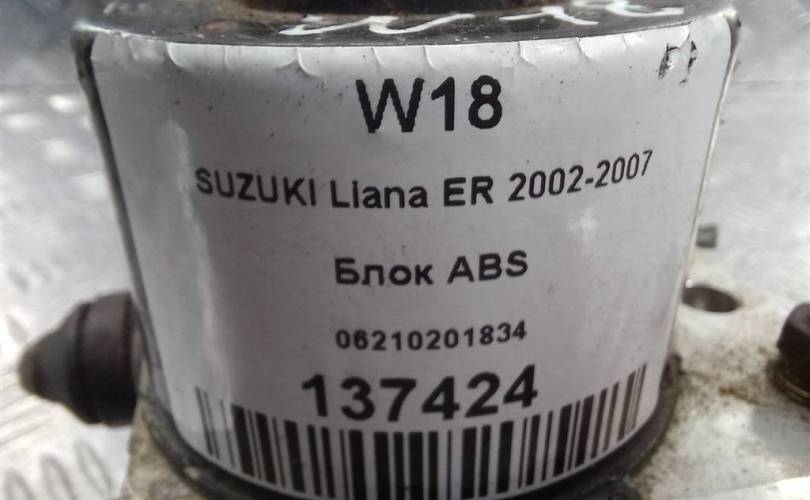 W18
SUZUKI Liana ER 2002-2007
Блок ABS
06210201834
137424